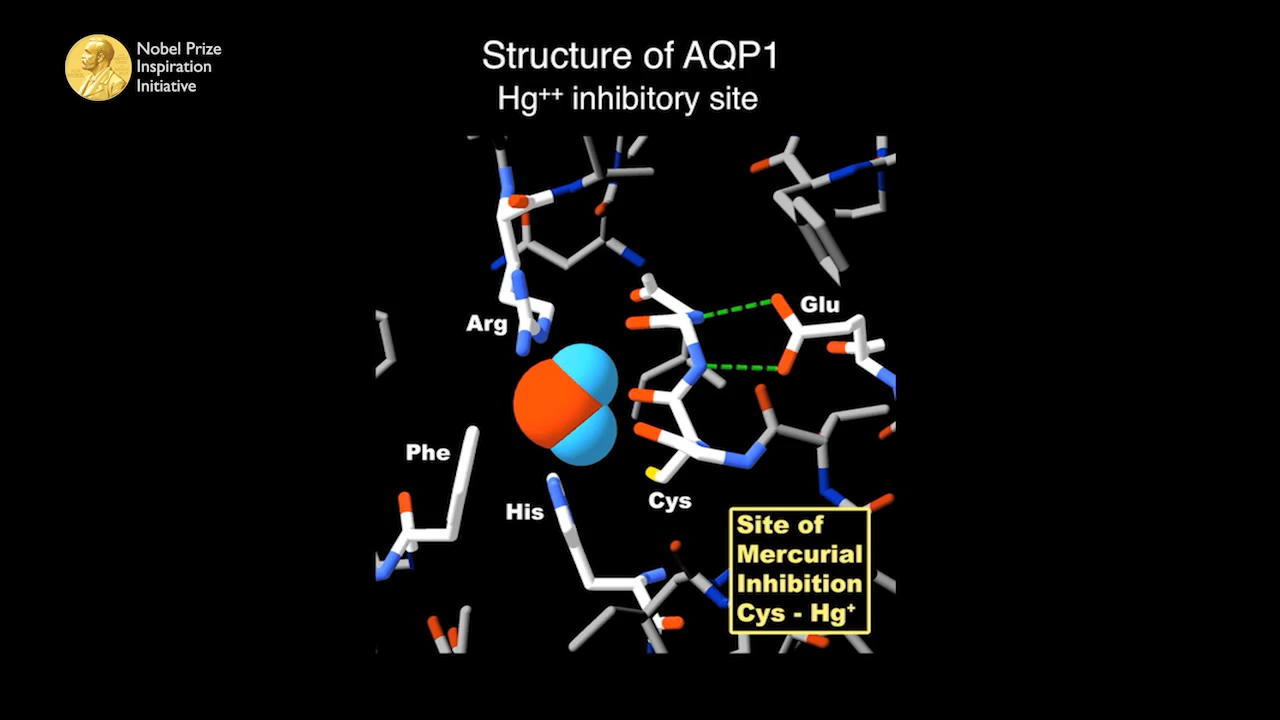 Nobel Prize
Inspiration
Initiative
Structure of AQP1
Hg⁺⁺ inhibitory site
Glu
Arg
Phe
Cys
His
Site of
Mercurial
Inhibition
Cys - Hg⁺